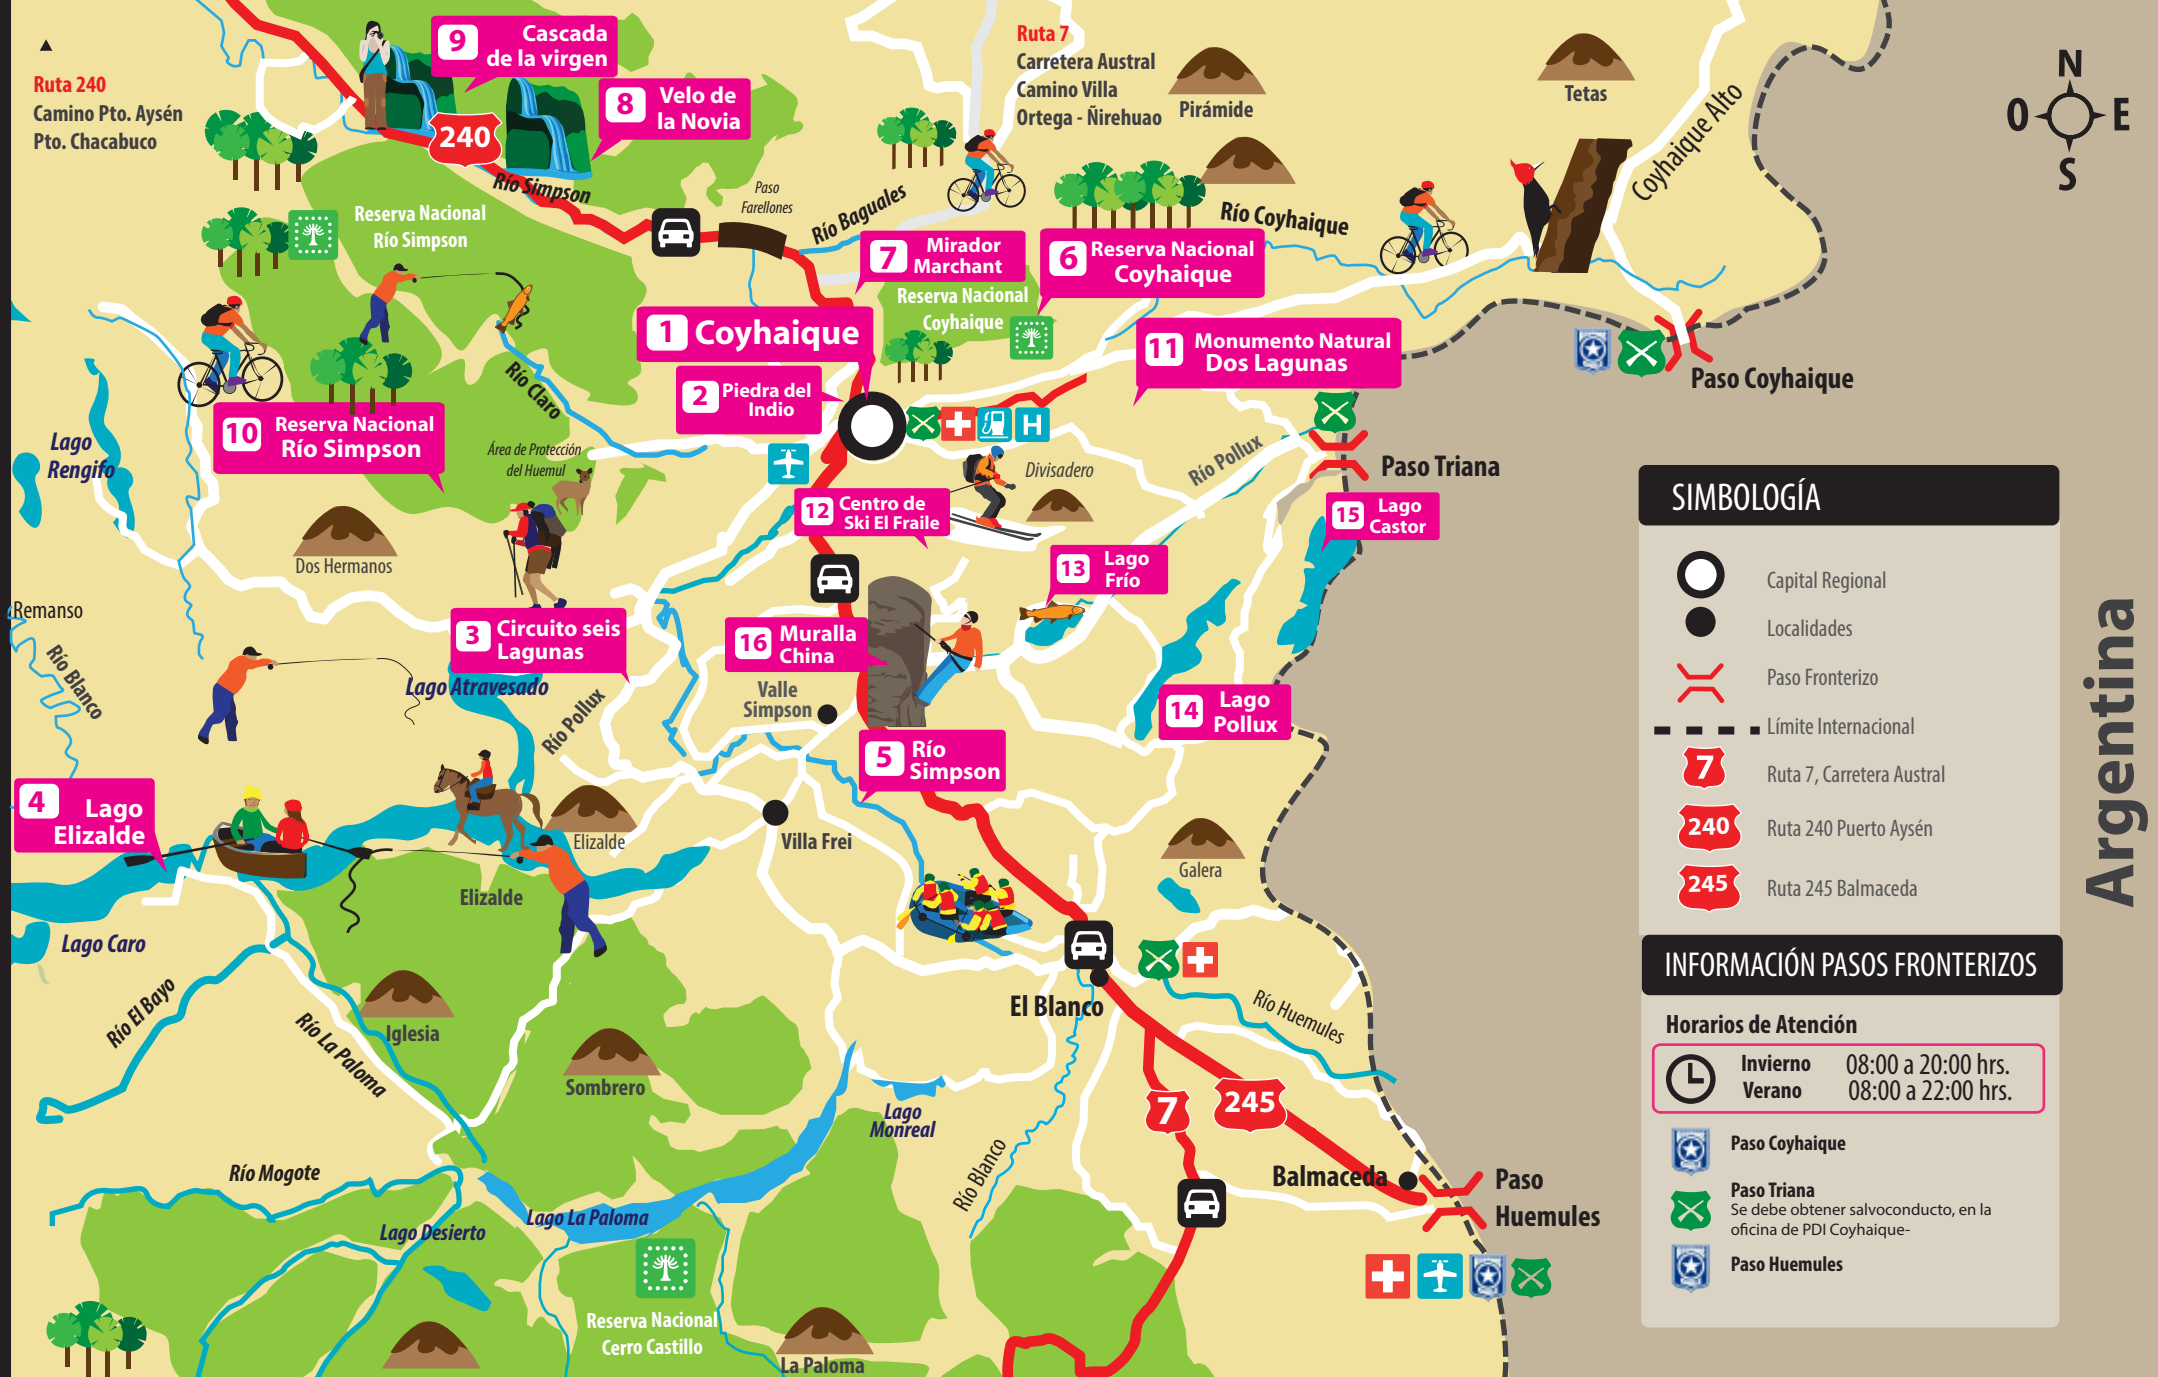 Ruta 240
Camino Pto. Aysén
Pto. Chacabuco
9
Cascada
de la virgen
8
Velo de
la Novia
240
Río Simpson
Ruta 7
Carretera Austral
Camino Villa
Ortega - Ñirehuao
Pirámide
Tetas
Coyhaique Alto
N
O
E
S
Paso
Farellones
Río Baguales
Río Coyhaique
Reserva Nacional
Río Simpson
7
Mirador
Marchant
6
Reserva Nacional
Coyhaique
Reserva Nacional
Coyhaique
1
Coyhaique
11
Monumento Natural
Dos Lagunas
Paso Coyhaique
2
Piedra del
Indio
Río Claro
10
Reserva Nacional
Río Simpson
Lago
Rengifo
Área de Protección
del Huemul
H
Divisadero
Río Pollux
Paso Triana
12
Centro de
Ski El Fraile
15
Lago
Castor
Dos Hermanos
13
Lago
Frío
Remanso
Río Blanco
3
Circuito seis
Lagunas
16
Muralla
China
Lago Atravesado
Río Pollux
Valle
Simpson
14
Lago
Pollux
5
Río
Simpson
4
Lago
Elizalde
Elizalde
Villa Frei
Galera
Elizalde
Lago Caro
Río El Bayo
Río La Paloma
Iglesia
El Blanco
Río Huemules
Sombrero
Lago
Monreal
7
245
Río Blanco
Río Mogote
Balmaceda
Paso
Huemules
Lago Desierto
Lago La Paloma
Reserva Nacional
Cerro Castillo
La Paloma
SIMBOLOGÍA
Capital Regional
Localidades
Paso Fronterizo
Límite Internacional
7
Ruta 7, Carretera Austral
240
Ruta 240 Puerto Aysén
245
Ruta 245 Balmaceda
INFORMACIÓN PASOS FRONTERIZOS
Horarios de Atención
Invierno 08:00 a 20:00 hrs.
Verano 08:00 a 22:00 hrs.
Paso Coyhaique
Paso Triana
Se debe obtener salvoconducto, en la
oficina de PDI Coyhaique-
Paso Huemules
Argentina